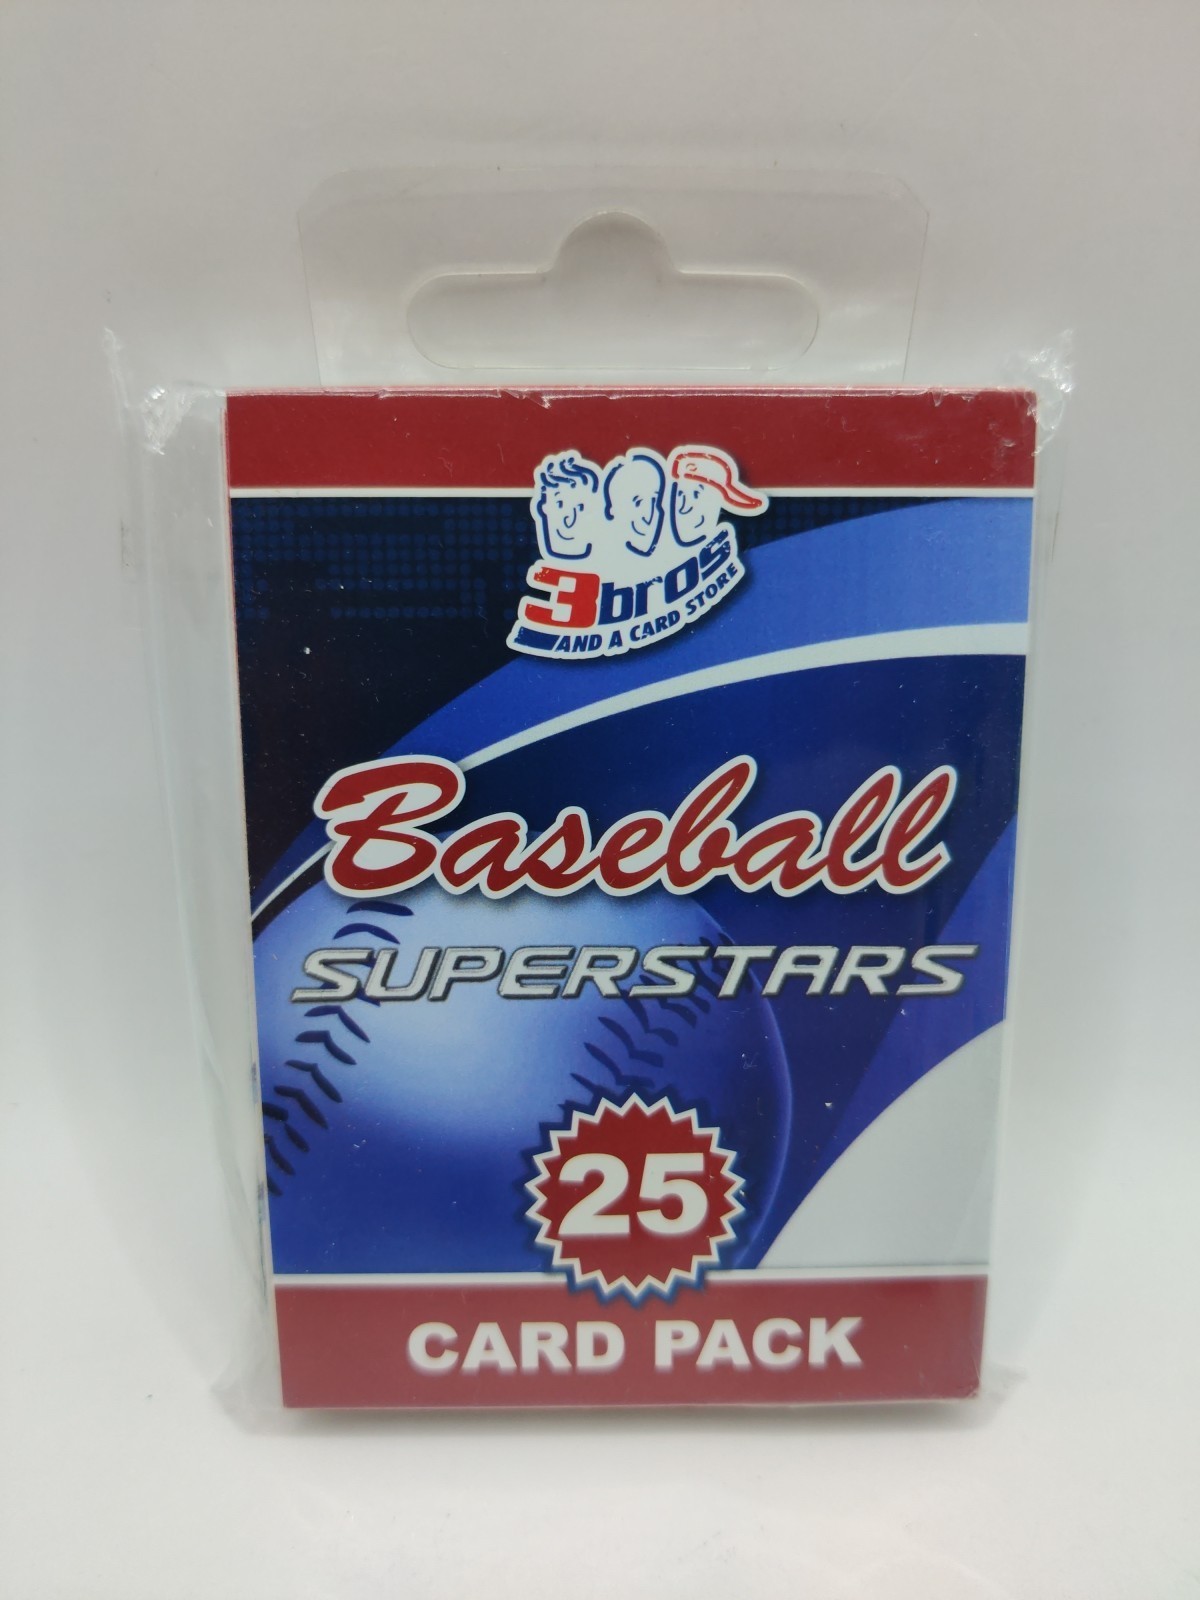 3bros
AND A CARD STORE
Baseball
SUPERSTARS
25
CARD PACK